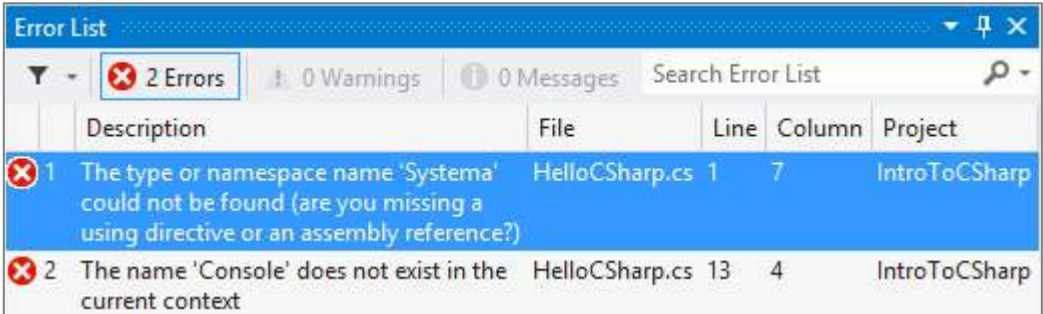 Error List
2 Errors 0 Warnings 0 Messages Search Error List
Description File Line Column Project
1 The type or namespace name 'Systema' HelloCSharp.cs 1 7 IntroToCSharp
could not be found (are you missing a
using directive or an assembly reference?)
2 The name 'Console' does not exist in the HelloCSharp.cs 13 4 IntroToCSharp
current context